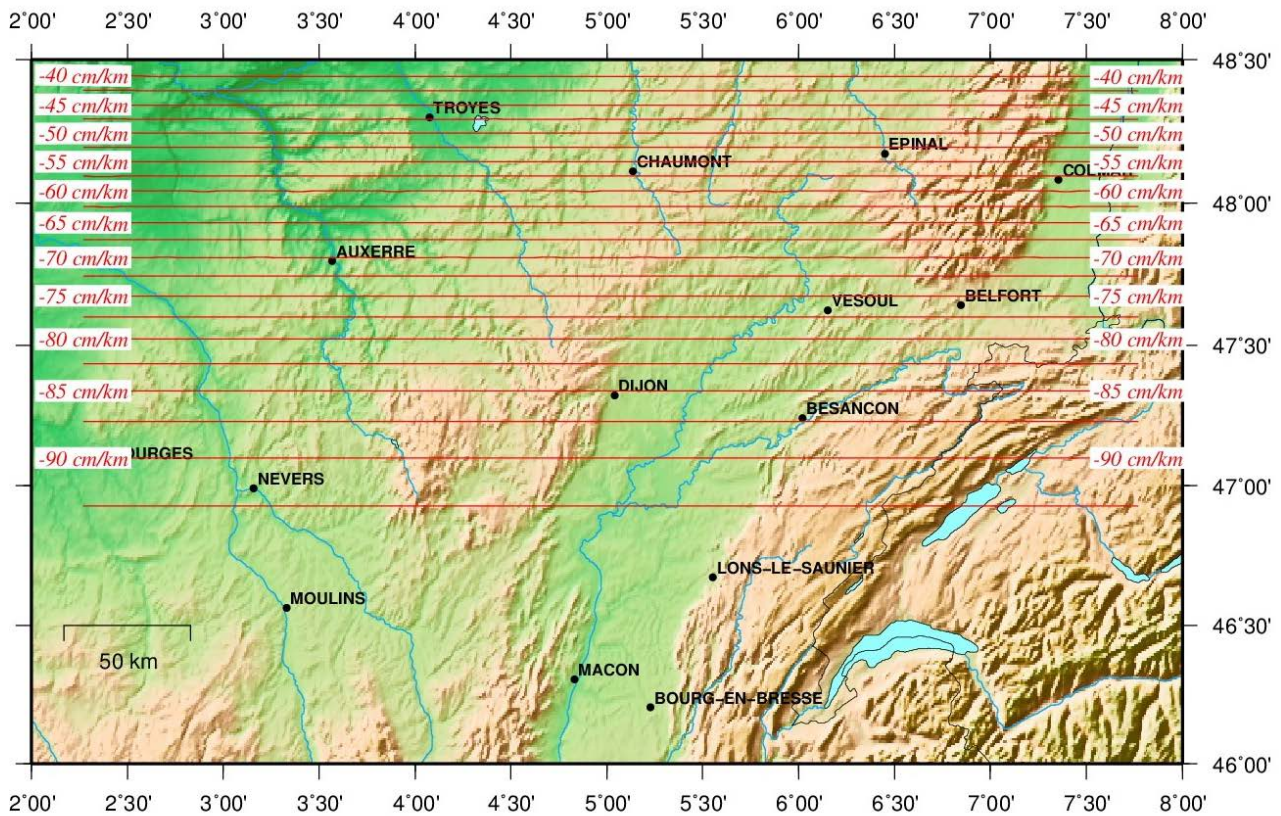 2°00' 2°30' 3°00' 3°30' 4°00' 4°30' 5°00' 5°30' 6°00' 6°30' 7°00' 7°30' 8°00'
48°30'
-40 cm/km -40 cm/km
-45 cm/km -45 cm/km
TROYES
-50 cm/km -50 cm/km
EPINAL
-55 cm/km -55 cm/km
CHAUMONT
COLMAR
-60 cm/km -60 cm/km
48°00'
-65 cm/km -65 cm/km
AUXERRE
-70 cm/km -70 cm/km
-75 cm/km -75 cm/km
VESOUL BELFORT
-80 cm/km -80 cm/km
47°30'
DIJON
-85 cm/km -85 cm/km
BESANCON
OURGES
-90 cm/km -90 cm/km
NEVERS
47°00'
LONS-LE-SAUNIER
MOULINS
46°30'
50 km
MACON
BOURG-EN-BRESSE
46°00'
2°00' 2°30' 3°00' 3°30' 4°00' 4°30' 5°00' 5°30' 6°00' 6°30' 7°00' 7°30' 8°00'